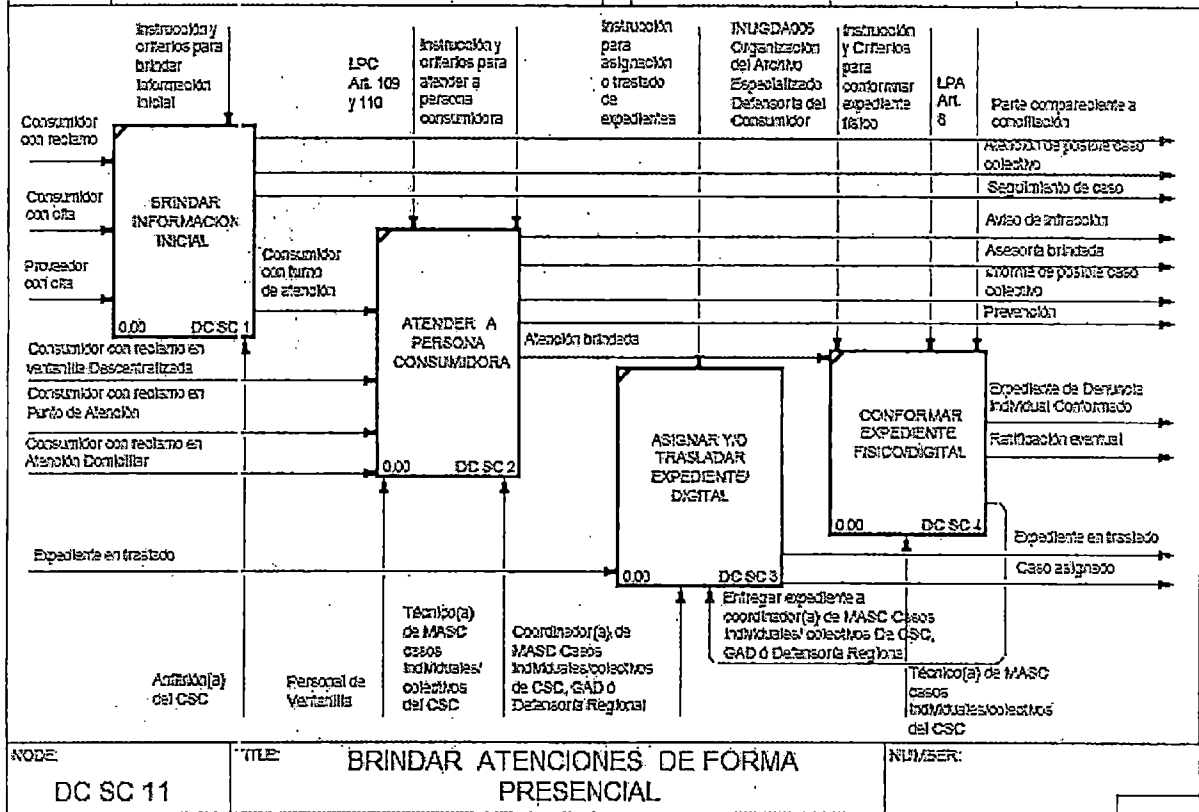 Instrucción y
criterios para
brindar
información
inicial
LPC
Art. 109
y 110
Instrucción y
criterios para
atender a
persona
consumidora
Instrucción
para
asignación
o traslado
de
expedientes
INUGDA005
Organización
del Archivo
Especializado
Defensoría del
Consumidor
Instrucción
y Criterios
para
conformar
expediente
físico
LPA
Art.
8
Consumidor
con reclamo
Consumidor
con cita
Proveedor
con cita
BRINDAR
INFORMACION
INICIAL
0.00 DC SC 1
Parte compareciente a
conciliación
Atención de posible caso
colectivo
Seguimiento de caso
Aviso de infracción
Asesoría brindada
Informe de posible caso
colectivo
Prevención
Consumidor
con turno
de atención
Consumidor con reclamo en
ventanilla Descentralizada
Consumidor con reclamo en
Punto de Atención
Consumidor con reclamo en
Atención Domiciliar
ATENDER A
PERSONA
CONSUMIDORA
0.00 DC SC 2
Atención brindada
ASIGNAR Y/O
TRASLADAR
EXPEDIENTE/
DIGITAL
0.00 DC SC 3
CONFORMAR
EXPEDIENTE
FISICO/DIGITAL
0.00 DC SC 4
Expediente de Denuncia
Individual Conformado
Ratificación eventual
Expediente en traslado
Expediente en traslado
Caso asignado
Entregar expediente a
coordinador(a) de MASC Casos
Individuales/ colectivos De CSC,
GAD ó Defensoría Regional
Anfitrión(a)
del CSC
Personal de
Ventanilla
Técnico(a)
de MASC
casos
Individuales/
colectivos
del CSC
Coordinador(a) de
MASC Casos
Individuales/colectivos
de CSC, GAD ó
Defensoría Regional
Técnico(a) de MASC
casos
Individuales/colectivos
del CSC
NODE:
DC SC 11
TITLE:
BRINDAR ATENCIONES DE FORMA
PRESENCIAL
NUMBER: